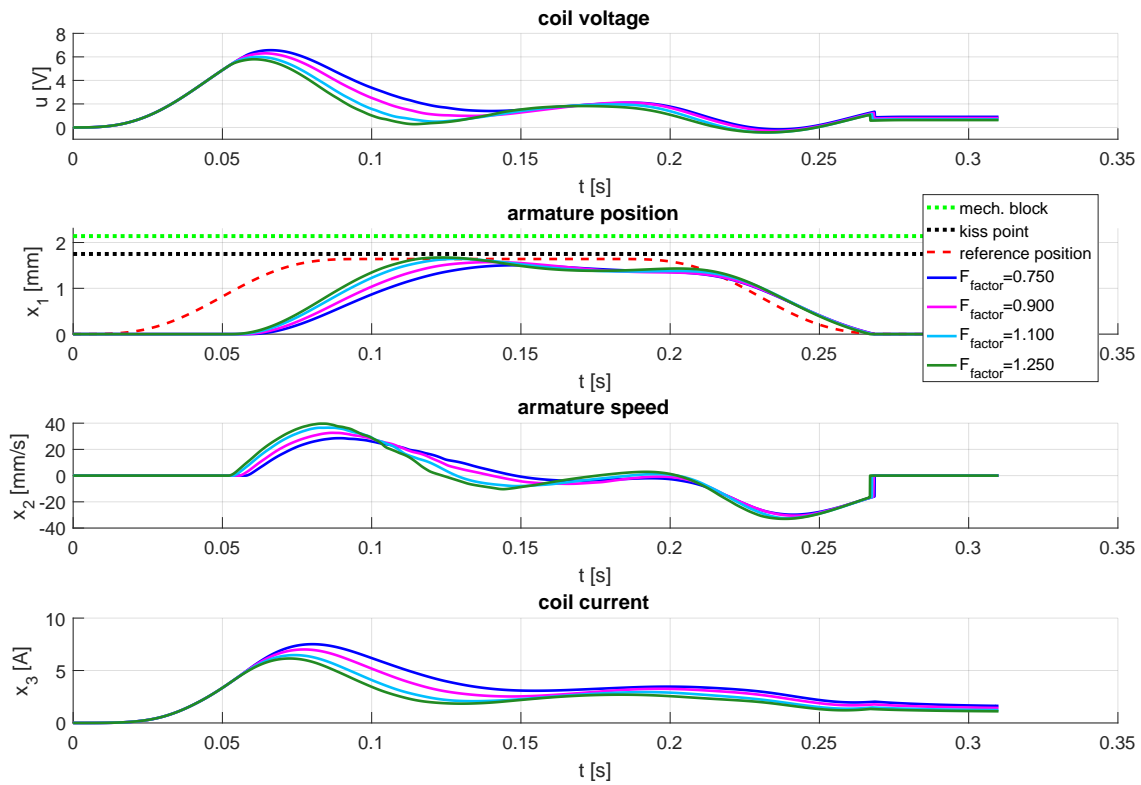 coil voltage
u [V]
8
6
4
2
0
0 0.05 0.1 0.15 0.2 0.25 0.3 0.35
t [s]
armature position
x1 [mm]
2
1
0
0 0.05 0.1 0.15 0.2 0.25 0.3 0.35
t [s]
mech. block
kiss point
reference position
Ffactor=0.750
Ffactor=0.900
Ffactor=1.100
Ffactor=1.250
armature speed
x2 [mm/s]
40
20
0
-20
-40
0 0.05 0.1 0.15 0.2 0.25 0.3 0.35
t [s]
coil current
x3 [A]
10
5
0
0 0.05 0.1 0.15 0.2 0.25 0.3 0.35
t [s]